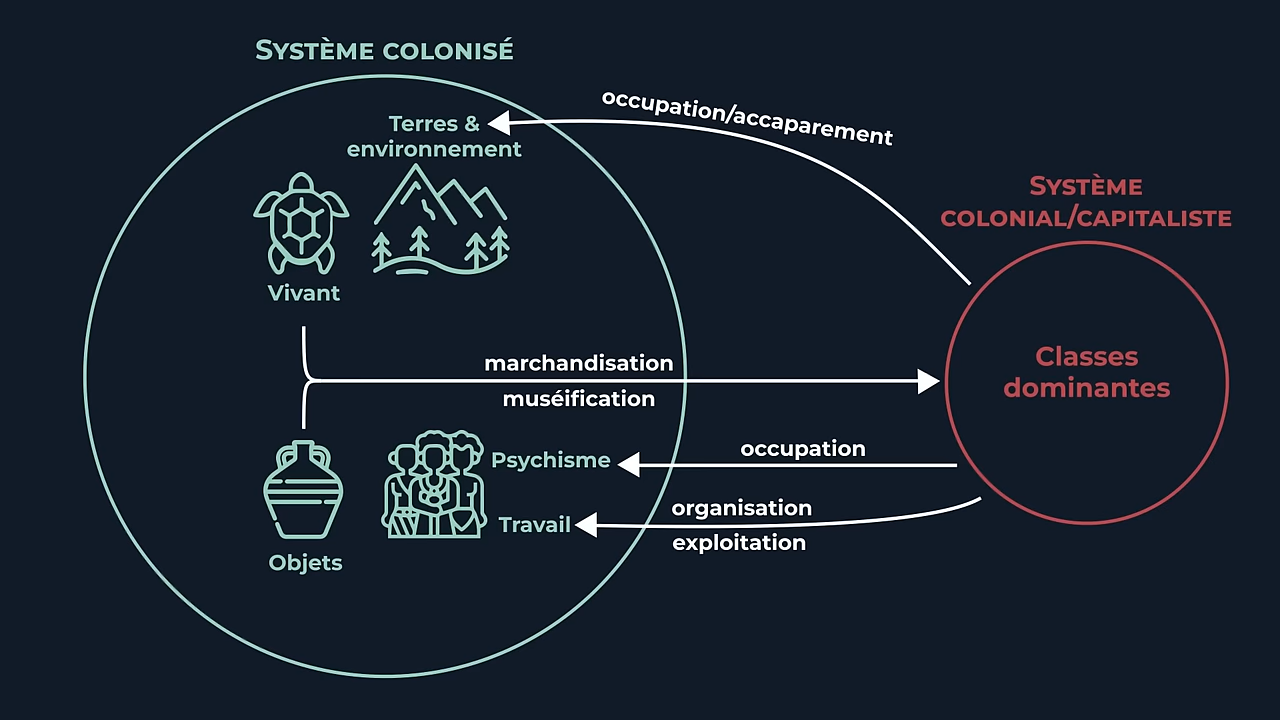 Système colonisé
occupation/accaparement
Terres &
environnement
Système
colonial/capitaliste
Vivant
Classes
dominantes
marchandisation
muséification
occupation
Psychisme
organisation
Travail
exploitation
Objets